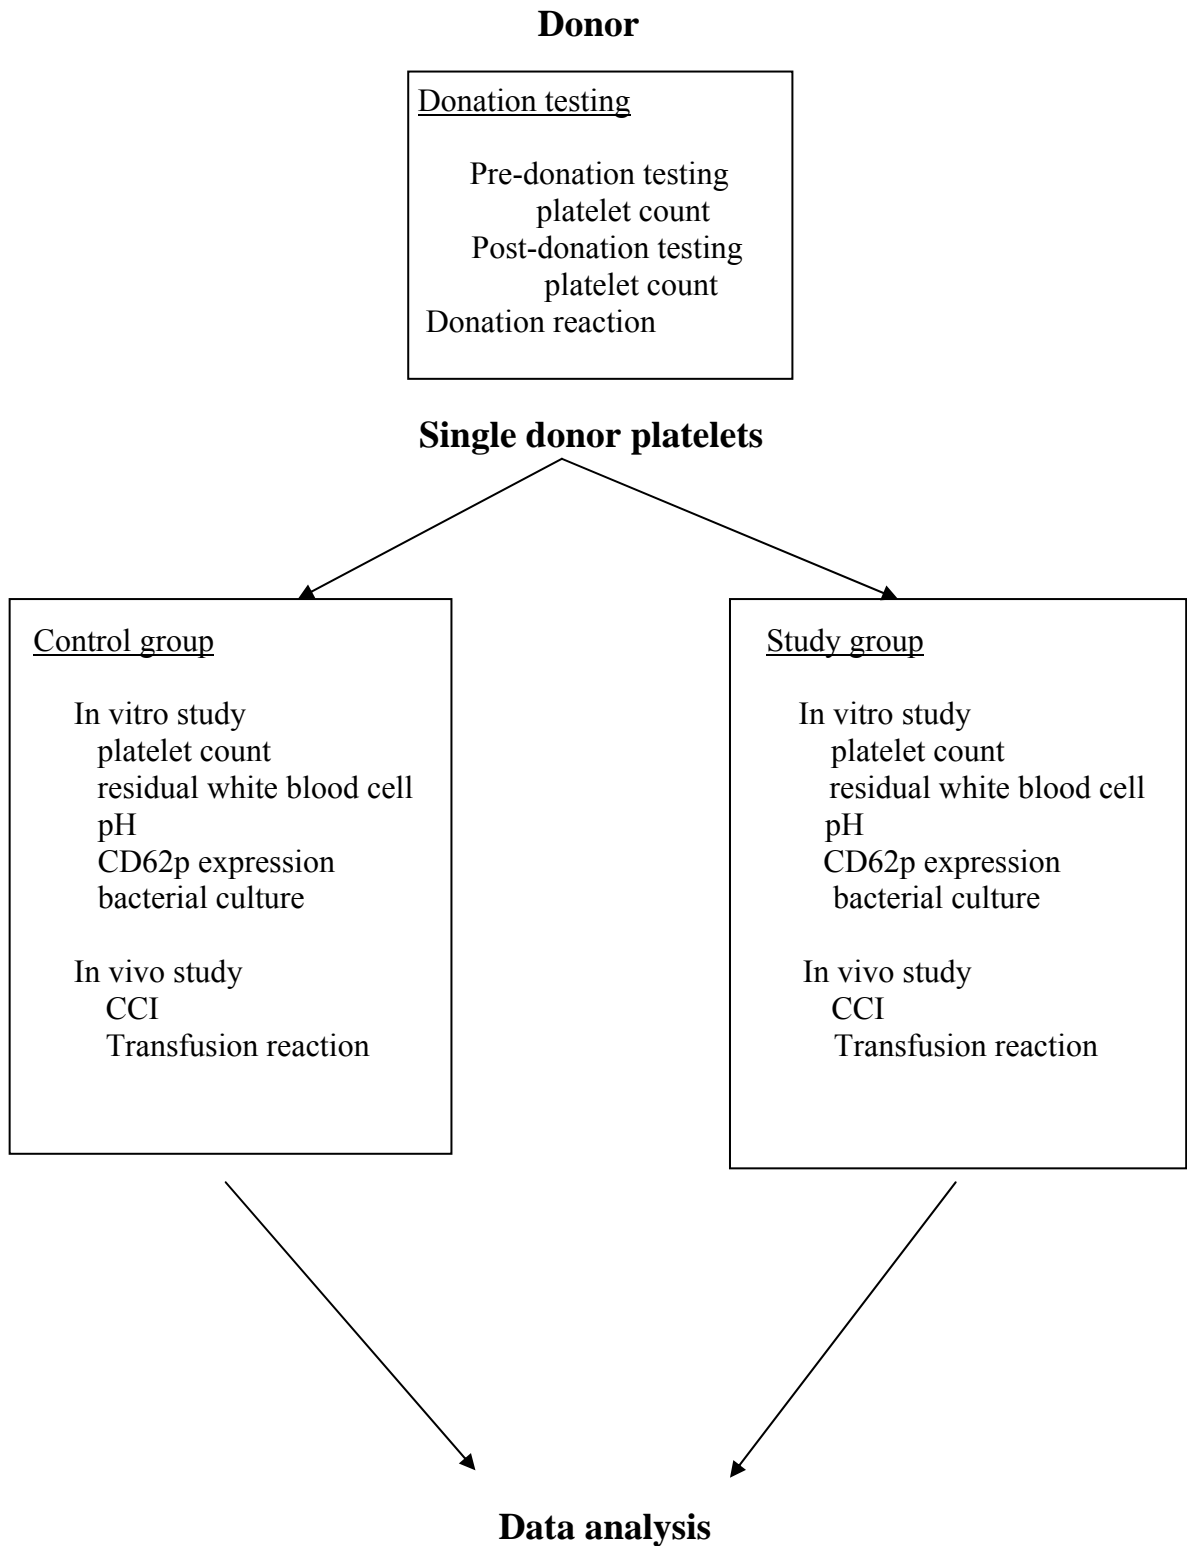 Donor
Donation testing
Pre-donation testing
platelet count
Post-donation testing
platelet count
Donation reaction
Single donor platelets
Control group
In vitro study
platelet count
residual white blood cell
pH
CD62p expression
bacterial culture
In vivo study
CCI
Transfusion reaction
Study group
In vitro study
platelet count
residual white blood cell
pH
CD62p expression
bacterial culture
In vivo study
CCI
Transfusion reaction
Data analysis